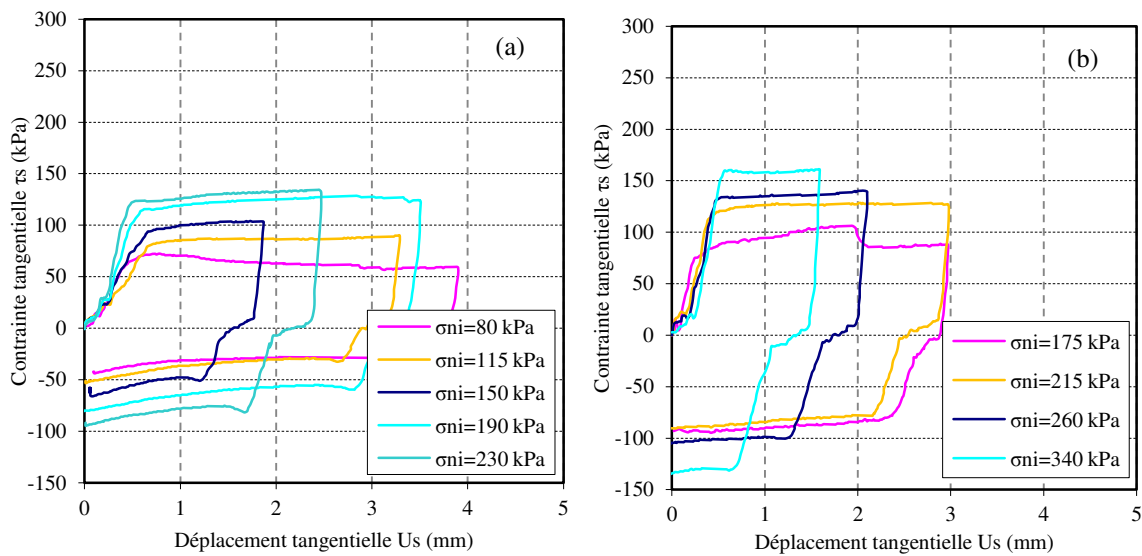 (a)
Contrainte tangentielle τs (kPa)
300
250
200
150
100
50
0
-50
-100
-150
0 1 2 3 4 5
Déplacement tangentielle Us (mm)
σni=80 kPa
σni=115 kPa
σni=150 kPa
σni=190 kPa
σni=230 kPa
(b)
Contrainte tangentielle τs (kPa)
300
250
200
150
100
50
0
-50
-100
-150
0 1 2 3 4 5
Déplacement tangentielle Us (mm)
σni=175 kPa
σni=215 kPa
σni=260 kPa
σni=340 kPa